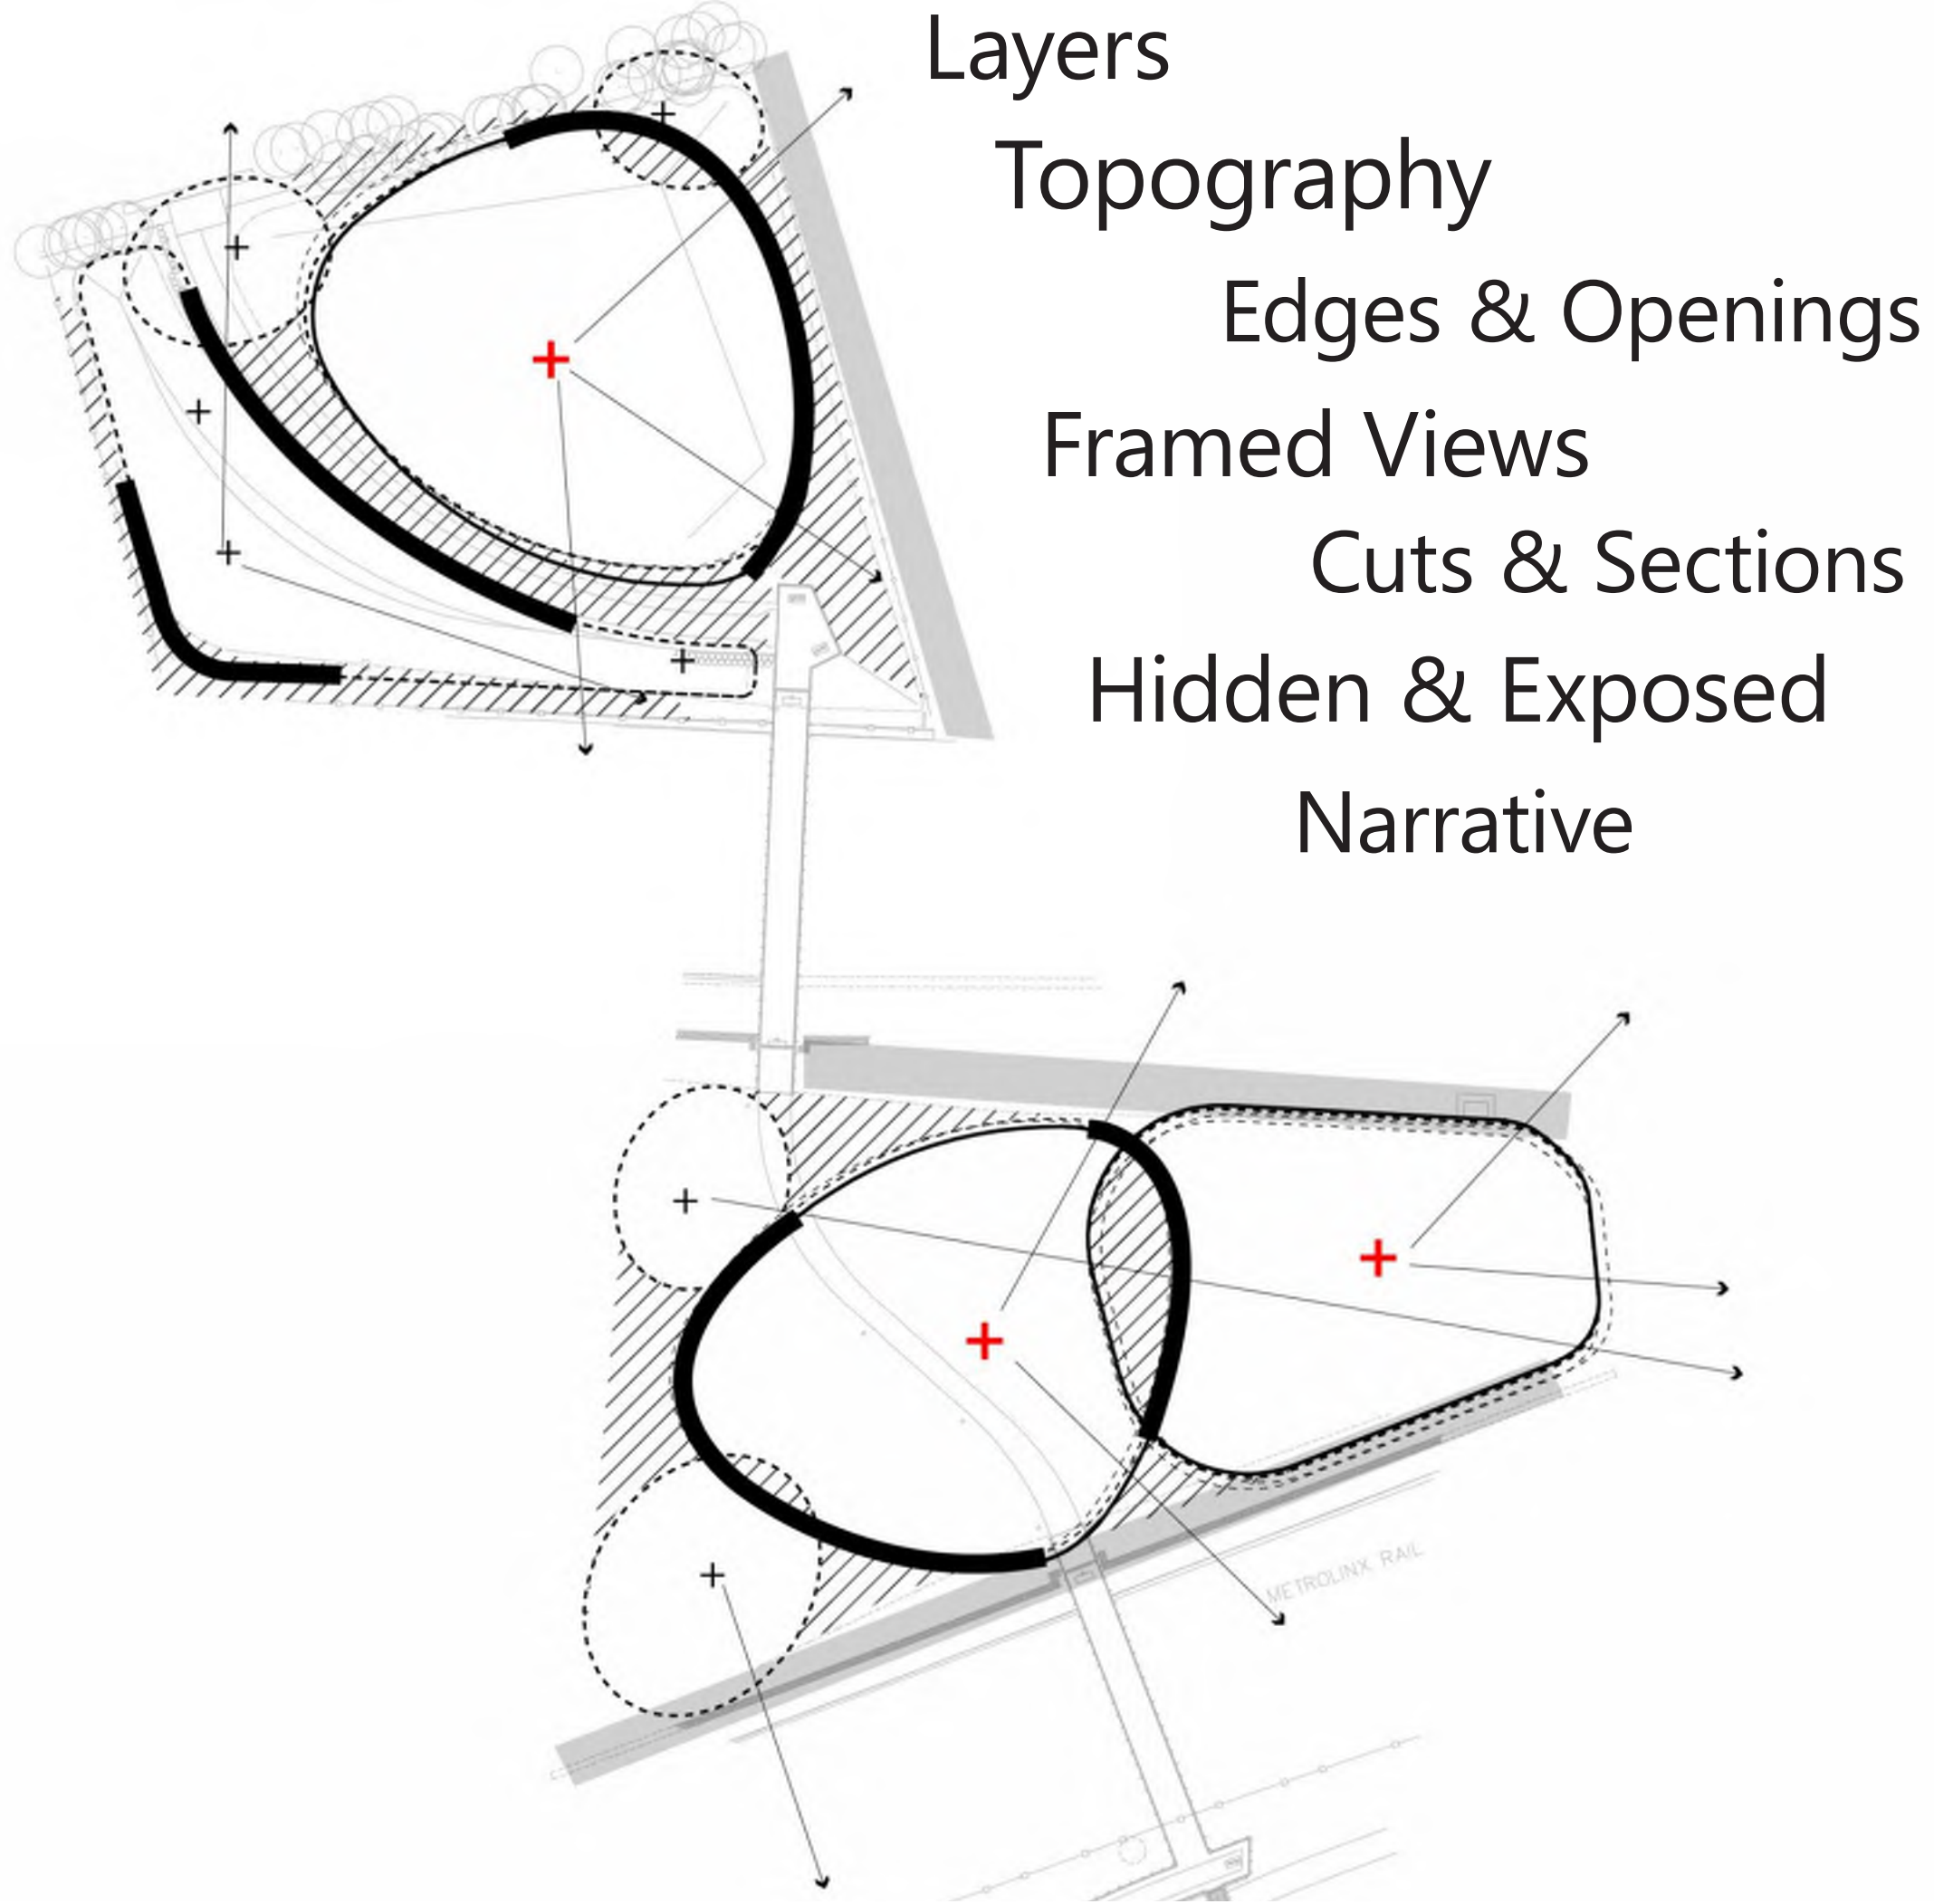 Layers
Topography
Edges & Openings
Framed Views
Cuts & Sections
Hidden & Exposed
Narrative
METROLINX RAIL